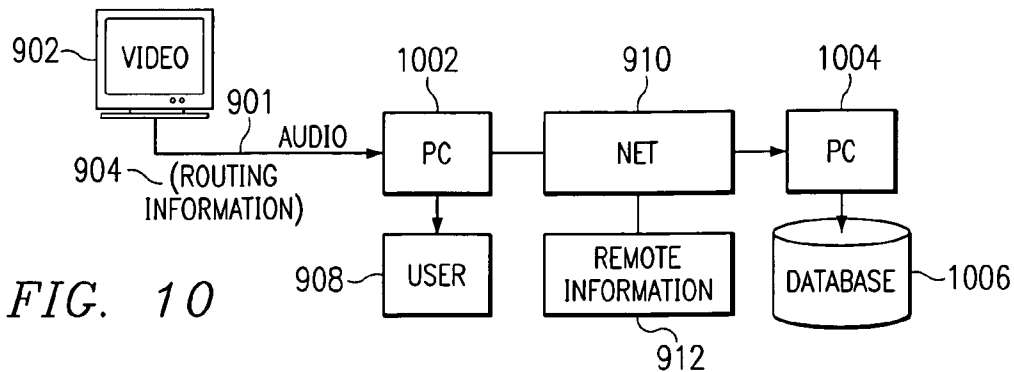 902
VIDEO
901
AUDIO
904
(ROUTING
INFORMATION)
1002
PC
910
NET
1004
PC
908
USER
REMOTE
INFORMATION
912
DATABASE
1006
FIG. 10